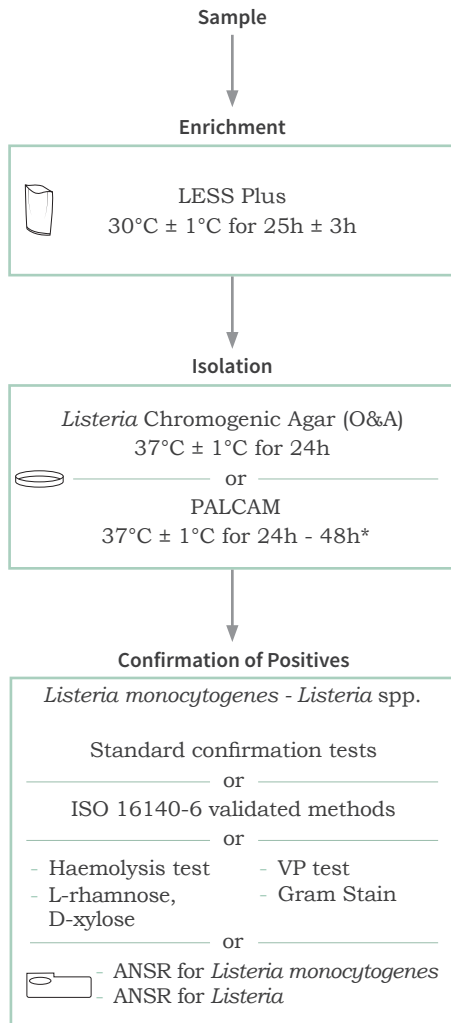 Sample
Enrichment
LESS Plus
30°C ± 1°C for 25h ± 3h
Isolation
Listeria Chromogenic Agar (O&A)
37°C ± 1°C for 24h
or
PALCAM
37°C ± 1°C for 24h - 48h*
Confirmation of Positives
Listeria monocytogenes - Listeria spp.
Standard confirmation tests
or
ISO 16140-6 validated methods
or
- Haemolysis test
- L-rhamnose,
D-xylose
- VP test
- Gram Stain
or
- ANSR for Listeria monocytogenes
- ANSR for Listeria